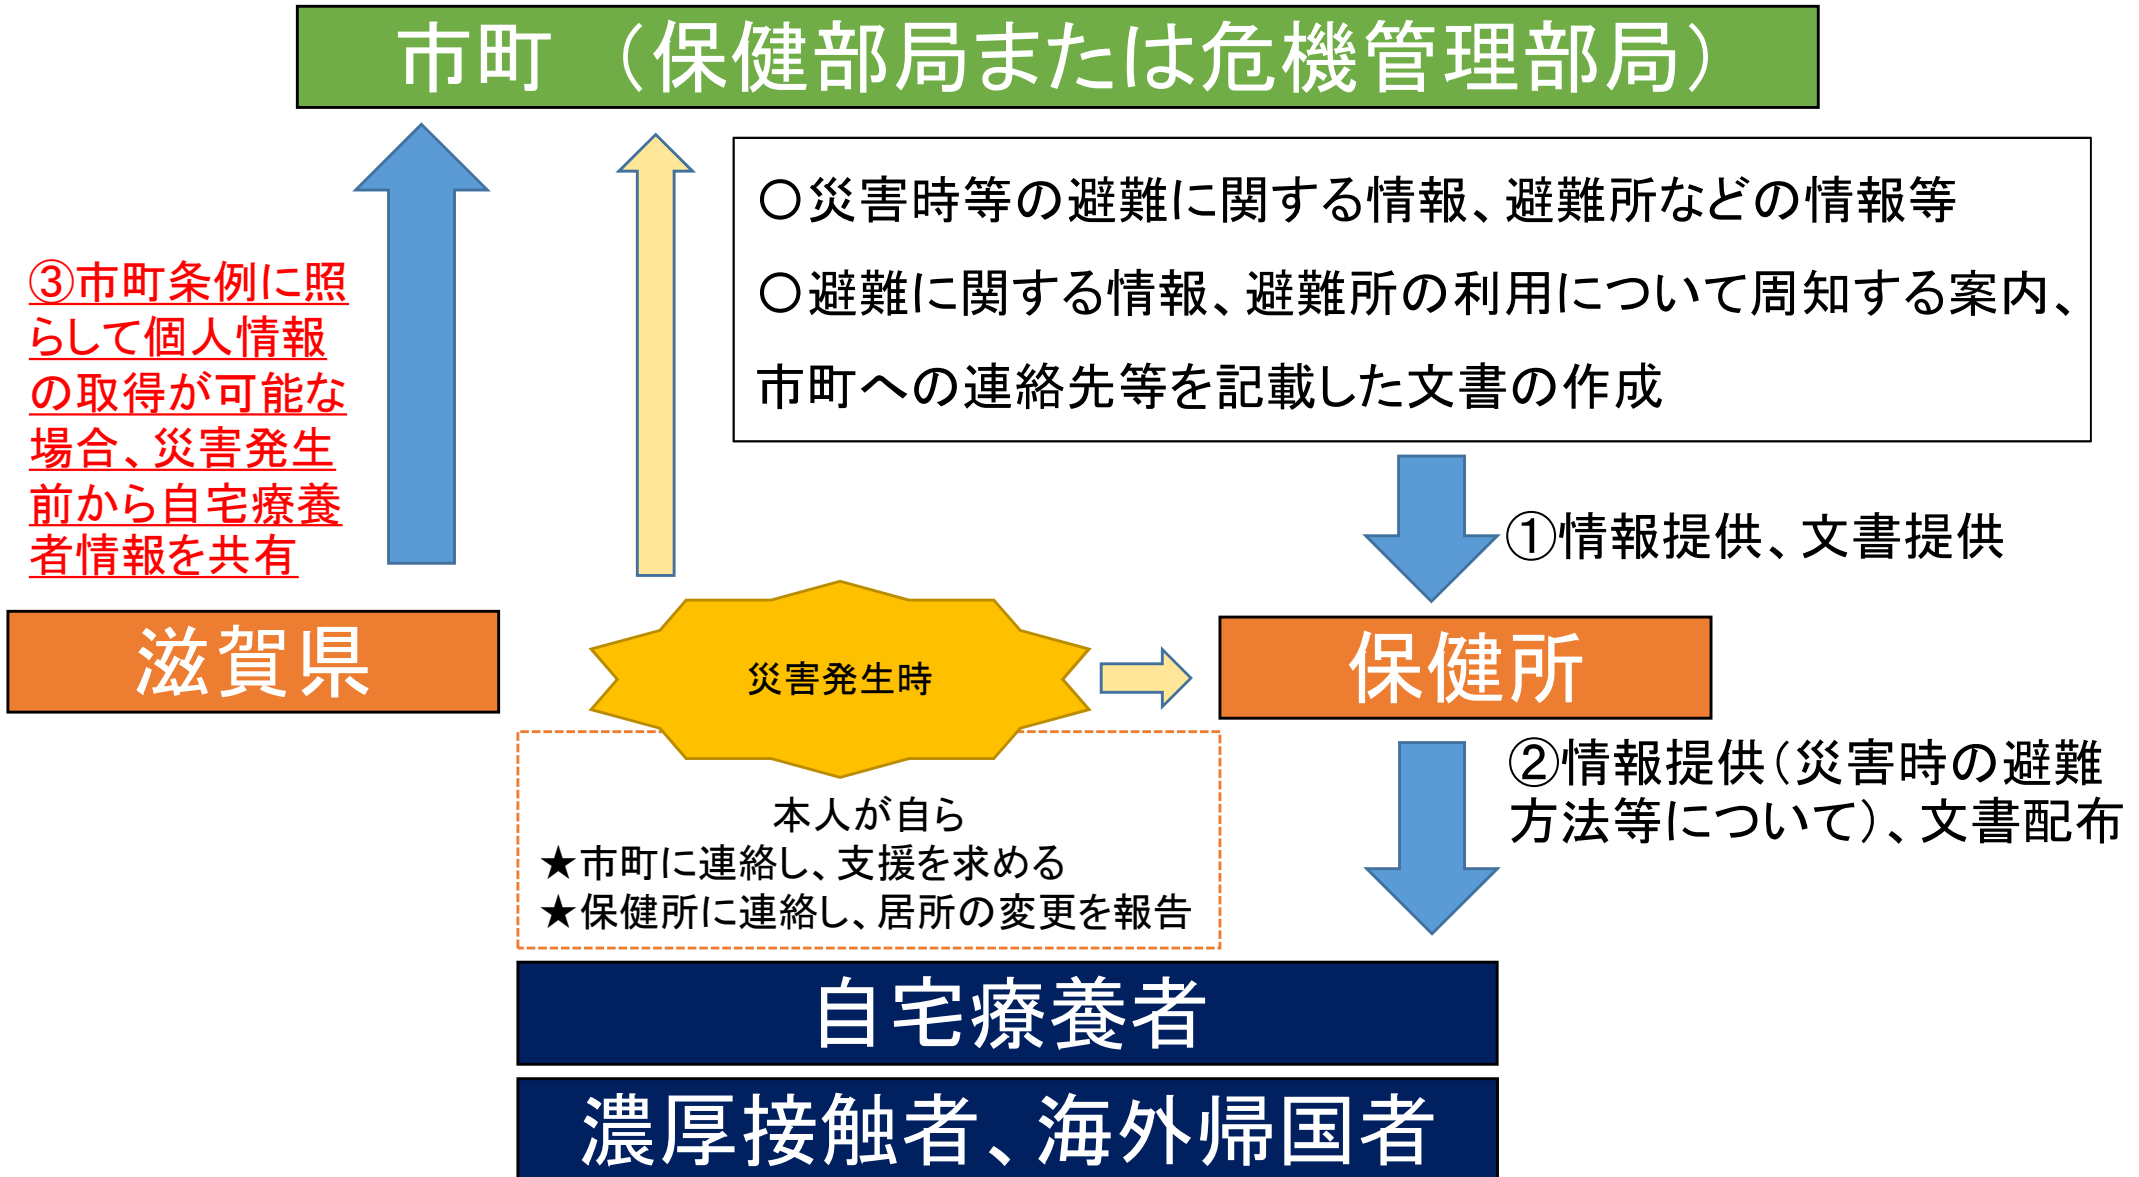 市町（保健部局または危機管理部局）
〇災害時等の避難に関する情報、避難所などの情報等
〇避難に関する情報、避難所の利用について周知する案内、
市町への連絡先等を記載した文書の作成
③市町条例に照
らして個人情報
の取得が可能な
場合、災害発生
前から自宅療養
者情報を共有
①情報提供、文書提供
滋賀県
災害発生時
保健所
②情報提供（災害時の避難
方法等について）、文書配布
本人が自ら
★市町に連絡し、支援を求める
★保健所に連絡し、居所の変更を報告
自宅療養者
濃厚接触者、海外帰国者